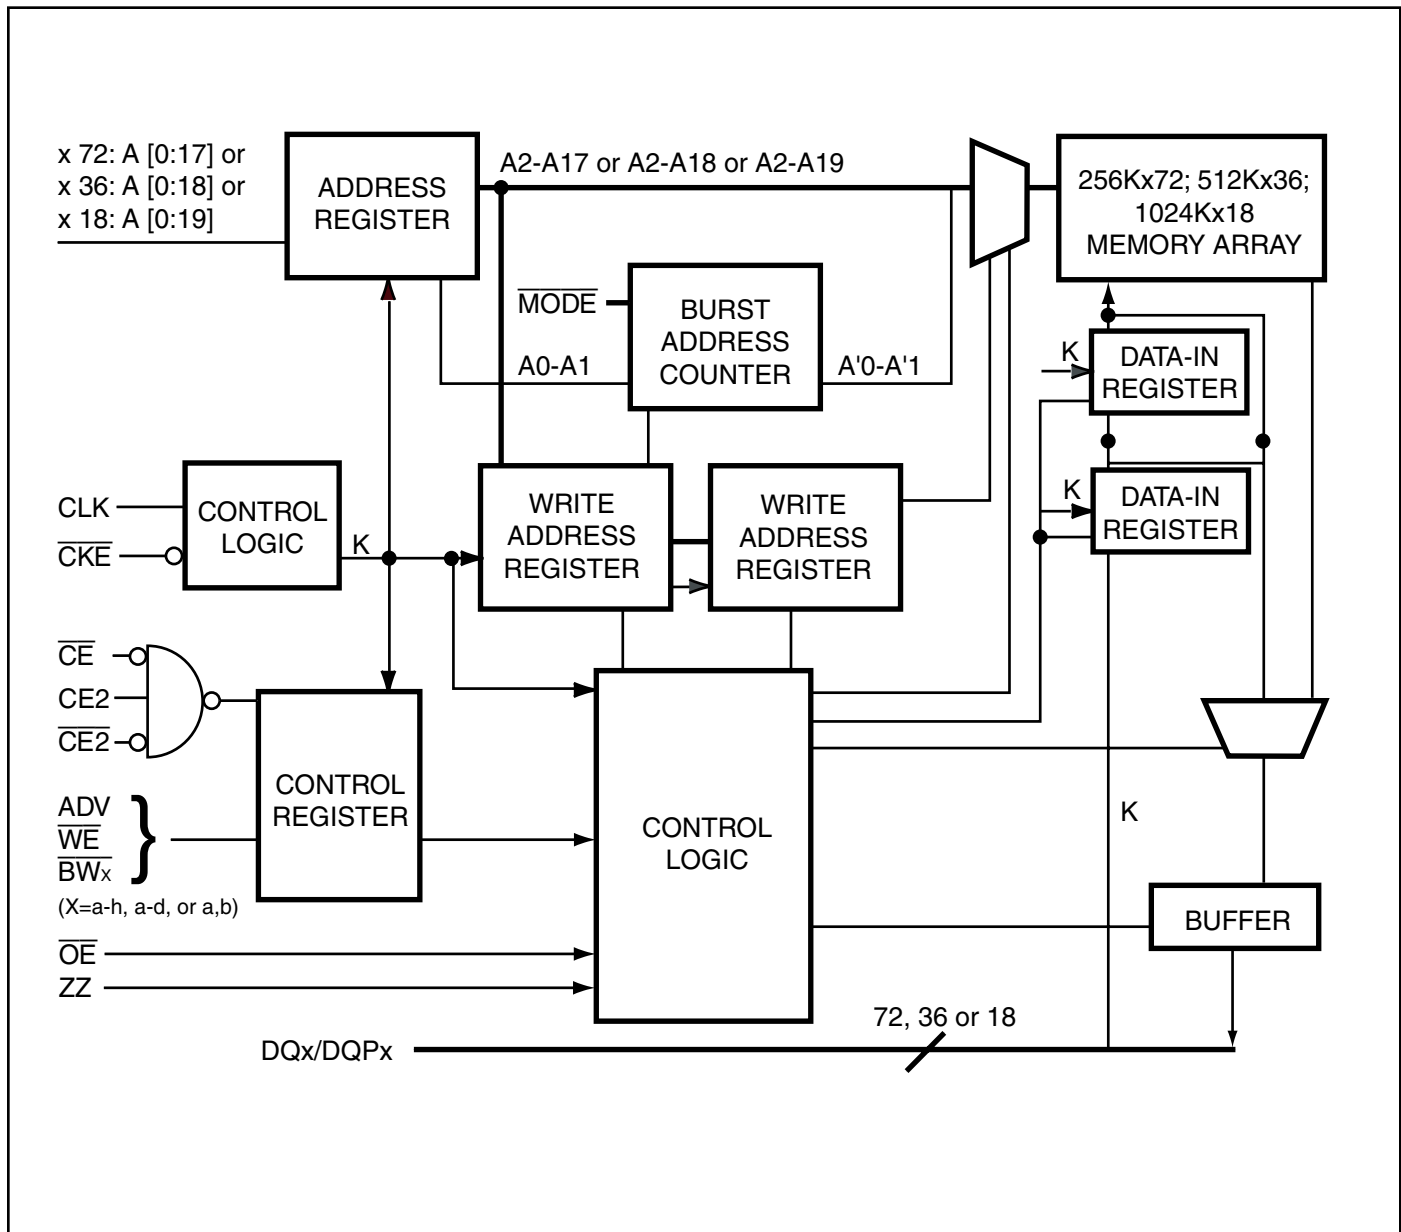 x 72: A [0:17] or
x 36: A [0:18] or
x 18: A [0:19]
ADDRESS
REGISTER
A2-A17 or A2-A18 or A2-A19
256Kx72; 512Kx36;
1024Kx18
MEMORY ARRAY
MODE
BURST
ADDRESS
COUNTER
A0-A1
A'0-A'1
K
DATA-IN
REGISTER
K
DATA-IN
REGISTER
CLK
CKE
CONTROL
LOGIC
K
WRITE
ADDRESS
REGISTER
WRITE
ADDRESS
REGISTER
CE
CE2
CE2
CONTROL
REGISTER
ADV
WE
BWx
(X=a-h, a-d, or a,b)
CONTROL
LOGIC
K
BUFFER
OE
ZZ
72, 36 or 18
DQx/DQPx